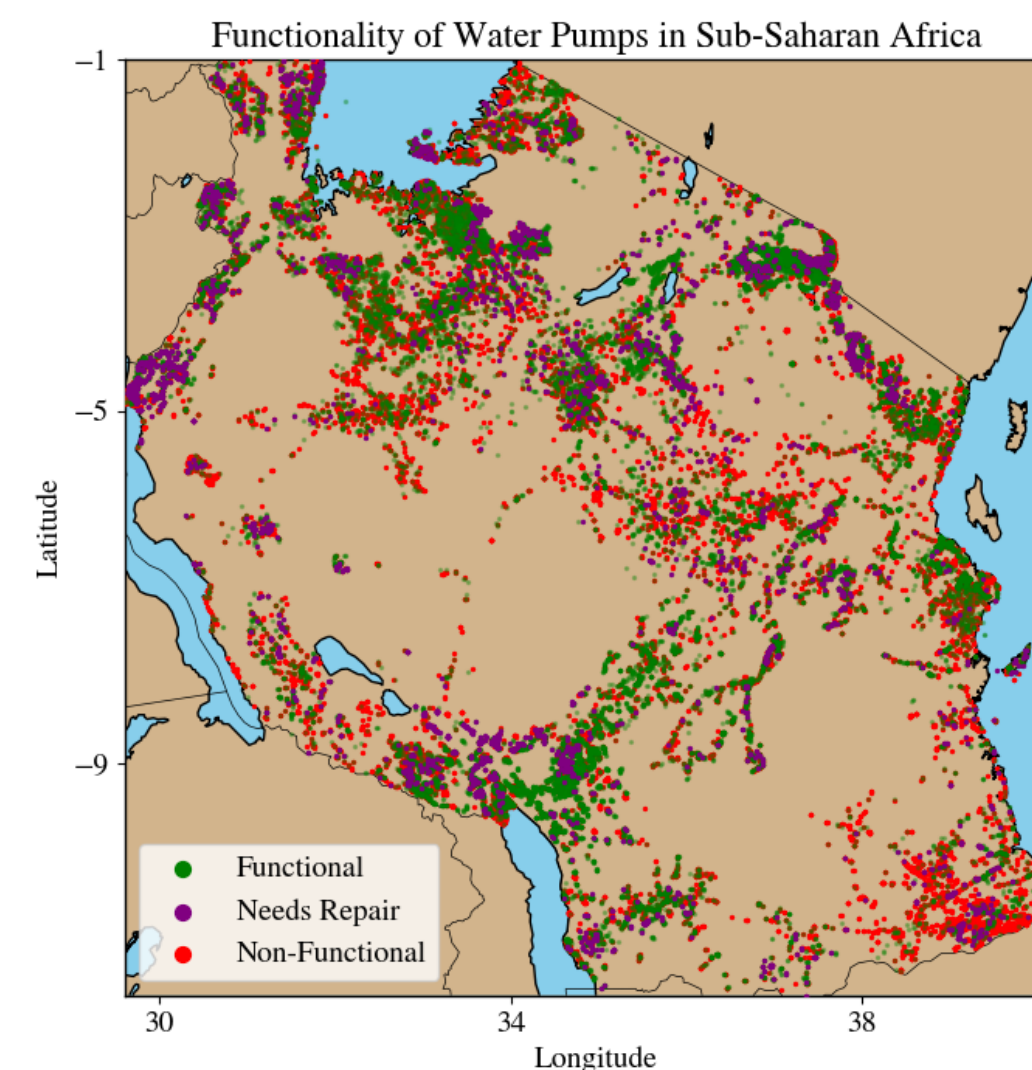 Functionality of Water Pumps in Sub-Saharan Africa
−1
−5
−9
Latitude
Functional
Needs Repair
Non-Functional
30
34
38
Longitude